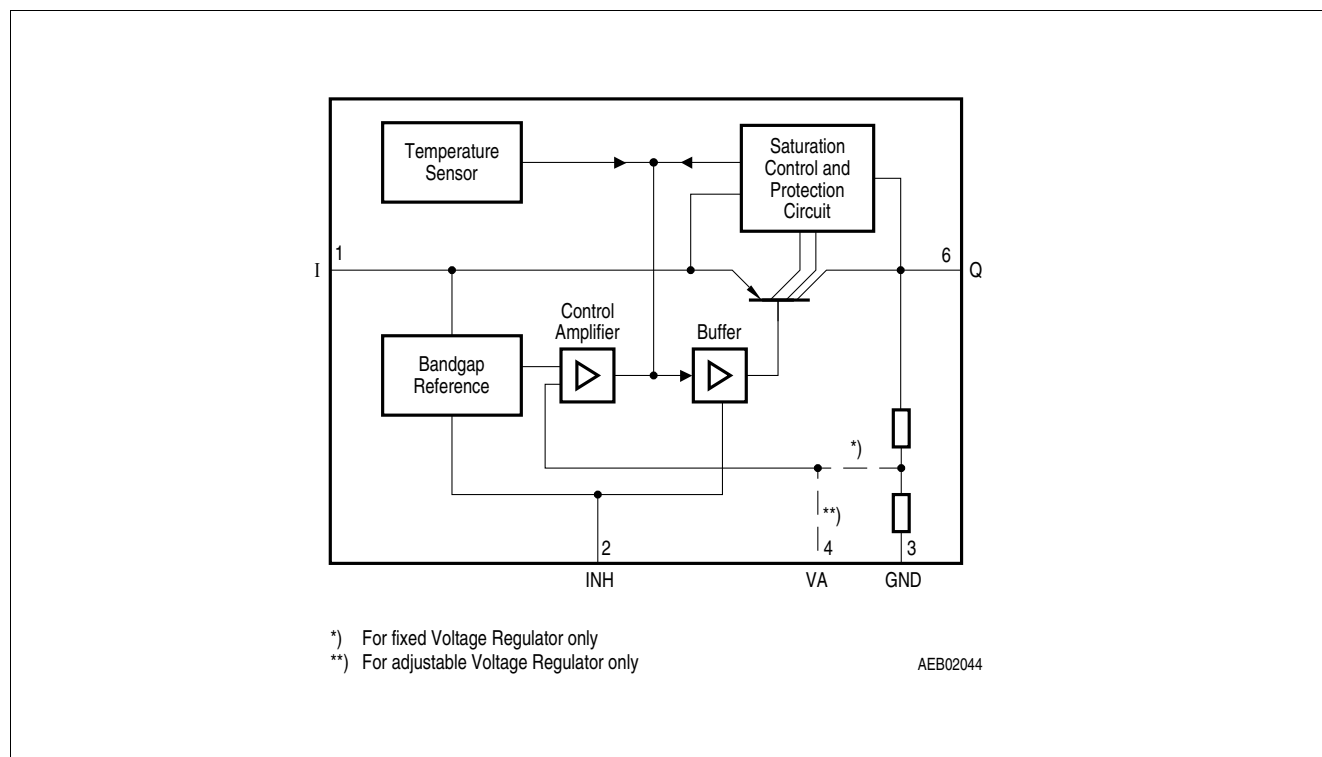 Temperature
Sensor
Saturation
Control and
Protection
Circuit
1
I
6
Q
Control
Amplifier
Buffer
Bandgap
Reference
*)
**)
2
4
3
INH
VA
GND
*) For fixed Voltage Regulator only
**) For adjustable Voltage Regulator only
AEB02044